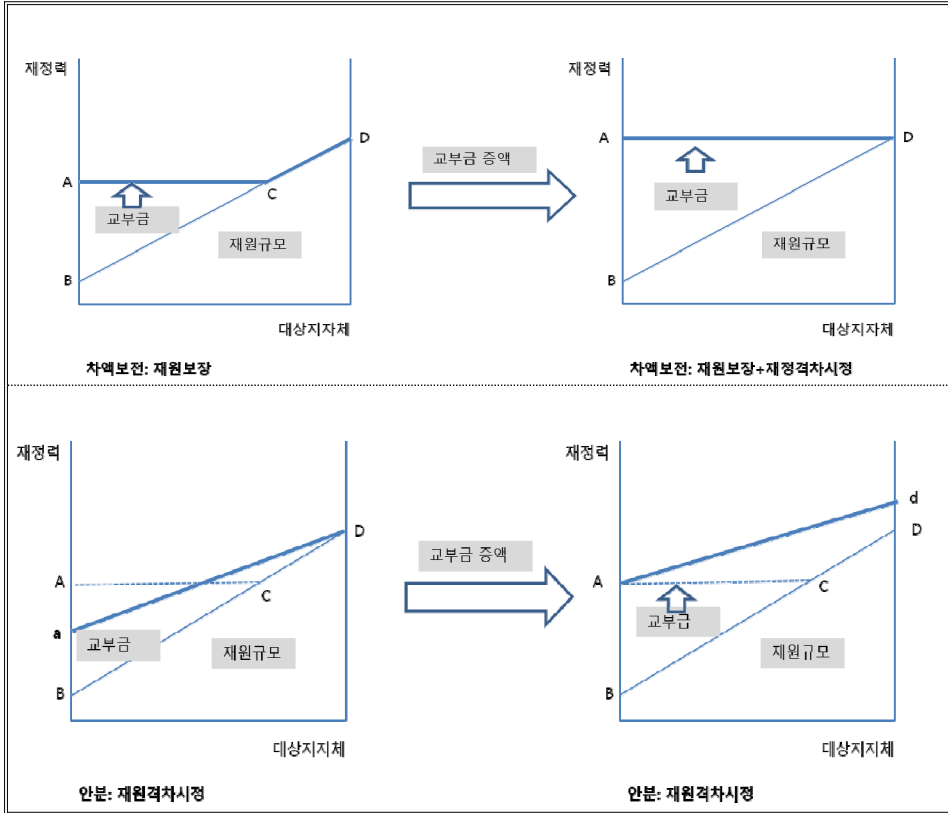 재정력
A
교부금
B
C
D
재원규모
대상지자체
차액보전: 재원보장
교부금 증액
재정력
A
교부금
B
D
재원규모
대상지자체
차액보전: 재원보장+재정격차시정
재정력
A
a
교부금
B
C
D
재원규모
대상지지체
안분: 재원격차시정
교부금 증액
재정력
A
교부금
B
C
d
D
재원규모
대상지지체
안분: 재원격차시정